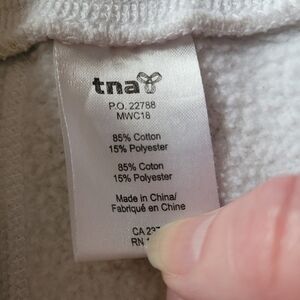 tna
P.O. 22788
MWC18
85% Cotton
15% Polyester
85% Coton
15% Polyester
Made in China/
Fabriqué en Chine
CA 237
RN